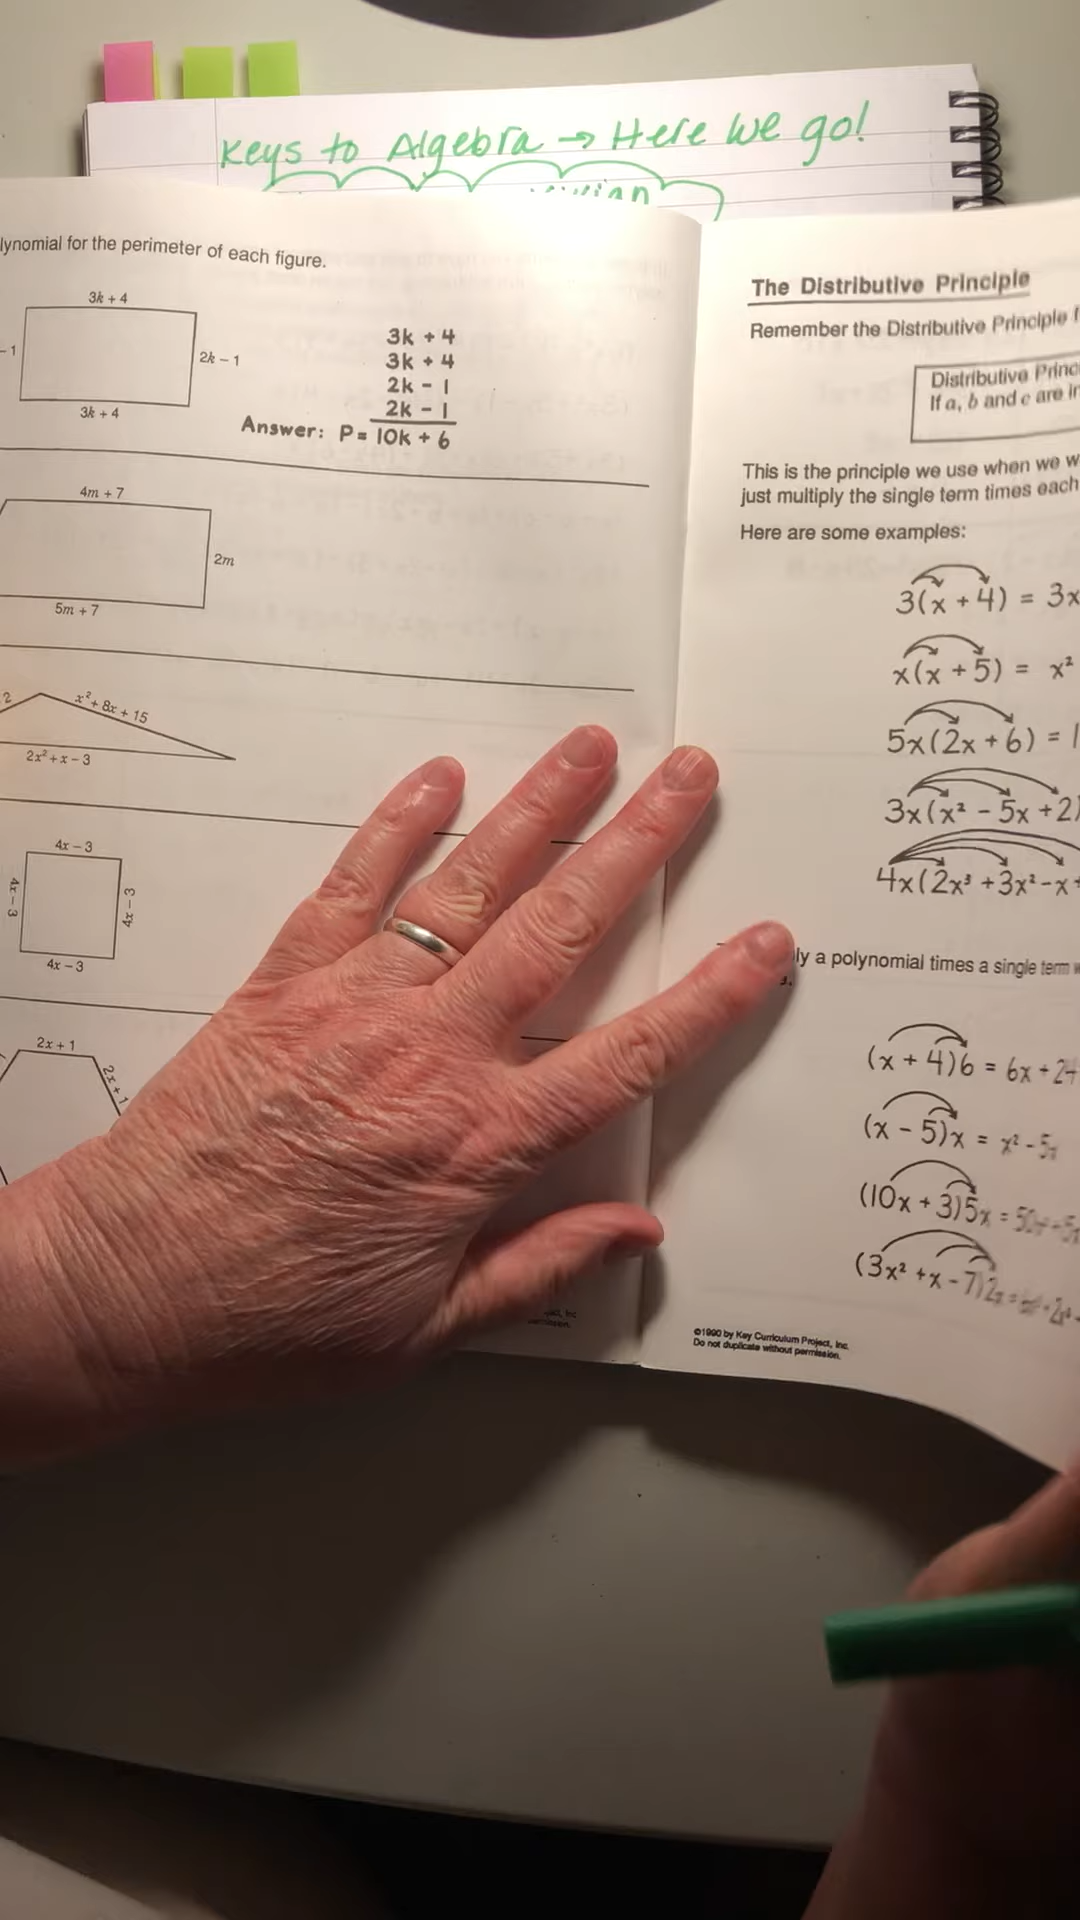 Keys to Algebra → Here we go!
lynomial for the perimeter of each figure.
3k + 4
– 1
2k – 1
3k + 4
3k + 4
3k + 4
2k – 1
2k – 1
Answer: P = 10k + 6
4m + 7
2m
5m + 7
2
x² + 8x + 15
2x² + x – 3
4x – 3
4x – 3
4x – 3
4x – 3
2x + 1
2x + 1
The Distributive Principle
Remember the Distributive Principle f
Distributive Princ
If a, b and c are in
This is the principle we use when we w
just multiply the single term times each
Here are some examples:
3(x + 4) = 3x
x(x + 5) = x²
5x(2x + 6) = 1
3x(x² – 5x + 2)
4x(2x³ + 3x² – x +
ly a polynomial times a single term w
(x + 4)6 = 6x + 24
(x – 5)x = x² – 5x
(10x + 3)5x =
(3x² + x – 7)2x =
©1990 by Key Curriculum Project, Inc.
Do not duplicate without permission.